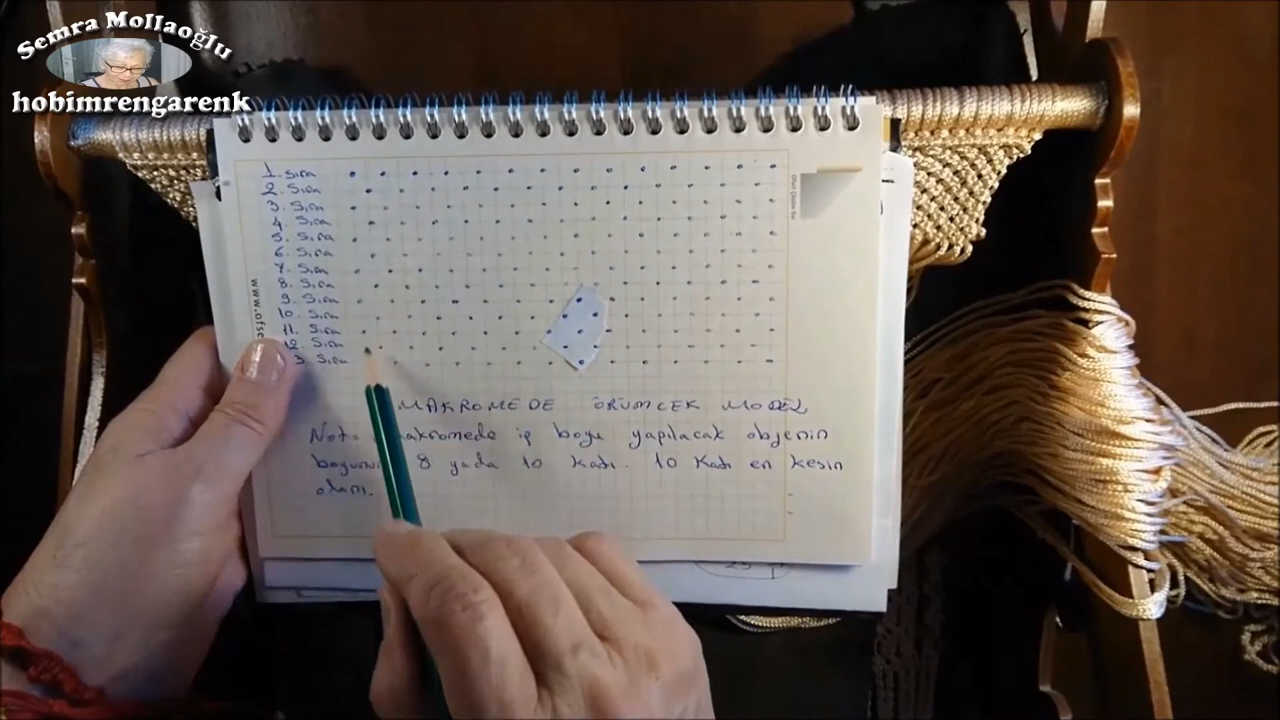 Semra Mollaoğlu
hobimrengarenk
1. sıra
2. Sıra
3. Sıra
4. Sıra
5. Sıra
6. Sıra
7. Sıra
8. Sıra
9. Sıra
10. Sıra
11. Sıra
12. Sıra
3. Sıra
MAKROMEDE ÖRÜMCEK MODEL
Not: makromede ip boyu yapılacak objenin
boyunun 8 yada 10 katı. 10 Katı en kesin
olanı.